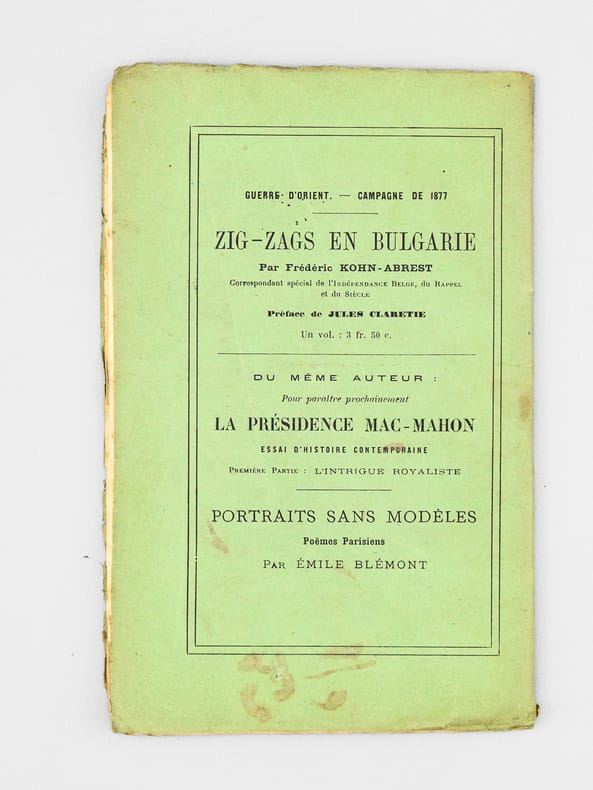 GUERRE D'ORIENT. — CAMPAGNE DE 1877
ZIG-ZAGS EN BULGARIE
Par Frédéric KOHN-ABREST
Correspondant spécial de l'INDÉPENDANCE BELGE, du RAPPEL
et du SIÈCLE
Préface de JULES CLARETIE
Un vol. : 3 fr. 50 c.
DU MÊME AUTEUR :
Pour paraître prochainement
LA PRÉSIDENCE MAC-MAHON
ESSAI D'HISTOIRE CONTEMPORAINE
PREMIÈRE PARTIE : L'INTRIGUE ROYALISTE
PORTRAITS SANS MODÈLES
Poëmes Parisiens
PAR ÉMILE BLÉMONT